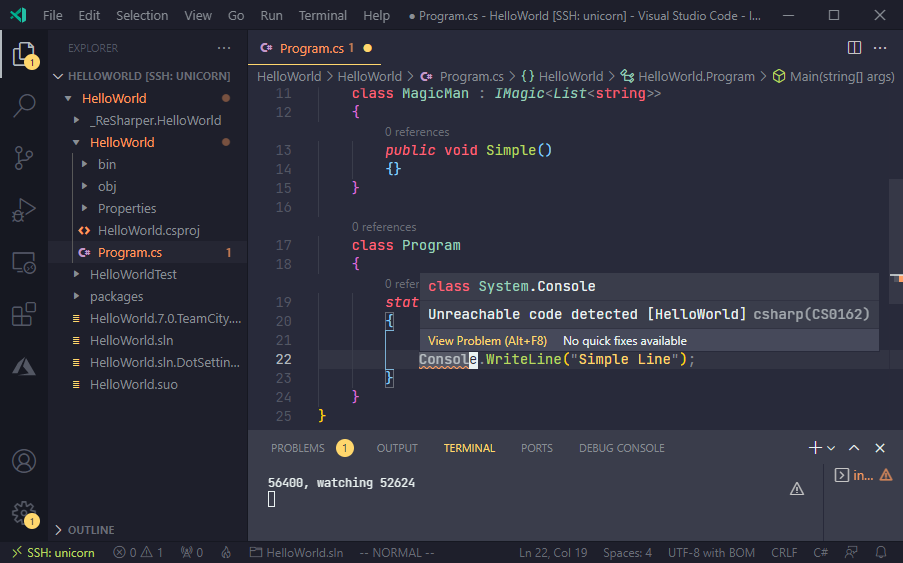 File Edit Selection View Go Run Terminal Help ● Program.cs - HelloWorld [SSH: unicorn] - Visual Studio Code - I...
EXPLORER ...
HELLOWORLD [SSH: UNICORN]
HelloWorld
_ReSharper.HelloWorld
HelloWorld
bin
obj
Properties
HelloWorld.csproj
C# Program.cs 1
HelloWorldTest
packages
HelloWorld.7.0.TeamCity....
HelloWorld.sln
HelloWorld.sln.DotSettin...
HelloWorld.suo
OUTLINE
1
1
C# Program.cs 1 ●
HelloWorld > HelloWorld > C# Program.cs > {} HelloWorld > HelloWorld.Program > Main(string[] args)
11 class MagicMan : IMagic<List<string>>
12 {
0 references
13 public void Simple()
14 {}
15 }
16
0 references
17 class Program
18 {
0 refer
19 stat
20 {
21
22 Console.WriteLine("Simple Line");
23 }
24 }
25 }
class System.Console
Unreachable code detected [HelloWorld] csharp(CS0162)
View Problem (Alt+F8) No quick fixes available
PROBLEMS 1 OUTPUT TERMINAL PORTS DEBUG CONSOLE
56400, watching 52624
in...
SSH: unicorn 0 1 0 HelloWorld.sln -- NORMAL -- Ln 22, Col 19 Spaces: 4 UTF-8 with BOM CRLF C#